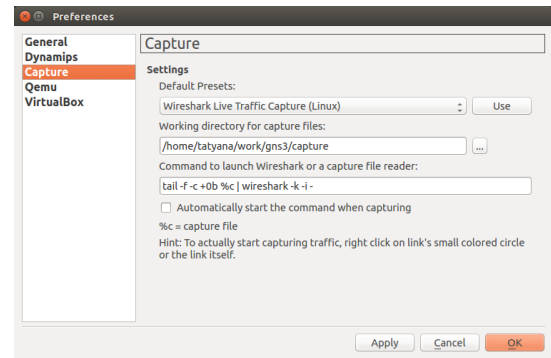 Preferences
General
Dynamips
Capture
Qemu
VirtualBox
Capture
Settings
Default Presets:
Wireshark Live Traffic Capture (Linux)
Use
Working directory for capture files:
/home/tatyana/work/gns3/capture
...
Command to launch Wireshark or a capture file reader:
tail -f -c +0b %c | wireshark -k -i -
Automatically start the command when capturing
%c = capture file
Hint: To actually start capturing traffic, right click on link's small colored circle
or the link itself.
Apply
Cancel
OK